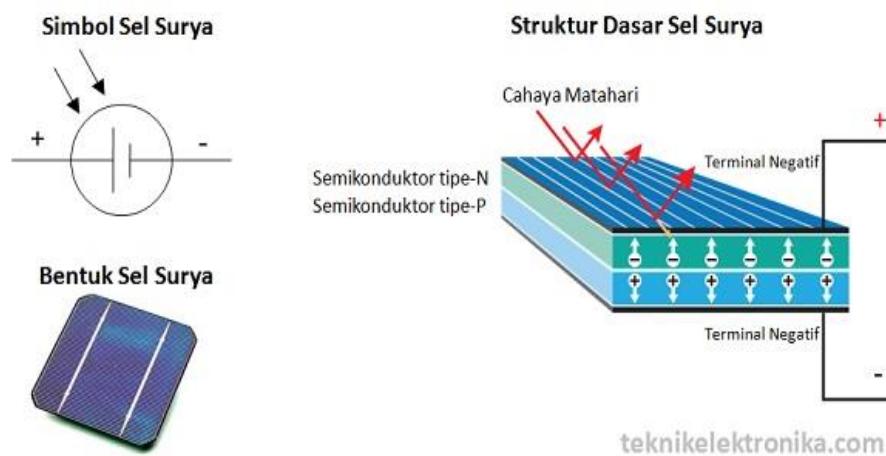 Simbol Sel Surya
+
-
Bentuk Sel Surya
Struktur Dasar Sel Surya
Cahaya Matahari
Semikonduktor tipe-N
Semikonduktor tipe-P
Terminal Negatif
+
- - - - - -
+ + + + + +
Terminal Negatif
-
teknikelektronika.com